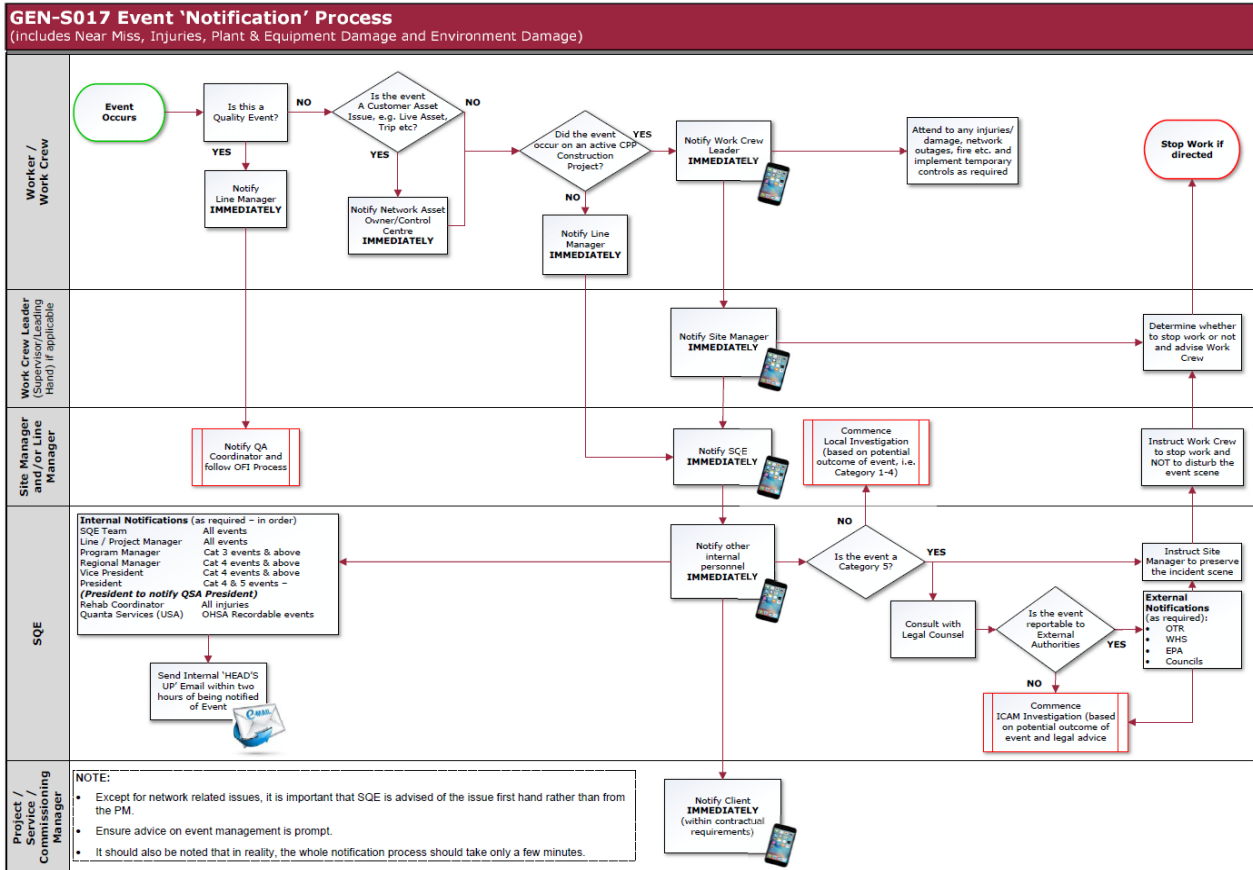 GEN-S017 Event ‘Notification’ Process
(includes Near Miss, Injuries, Plant & Equipment Damage and Environment Damage)
Worker /
Work Crew
Event
Occurs
Is this a
Quality Event?
NO
YES
Is the event
A Customer Asset
Issue, e.g. Live Asset,
Trip etc?
NO
YES
Did the event
occur on an active CPP
Construction
Project?
YES
NO
Notify Work Crew
Leader
IMMEDIATELY
Attend to any injuries/
damage, network
outages, fire etc. and
implement temporary
controls as required
Stop Work if
directed
Notify
Line Manager
IMMEDIATELY
Notify Network Asset
Owner/Control
Centre
IMMEDIATELY
Notify Line
Manager
IMMEDIATELY
Work Crew Leader
(Supervisor/Leading
Hand) if applicable
Notify Site Manager
IMMEDIATELY
Determine whether
to stop work or not
and advise Work
Crew
Site Manager
and/or Line
Manager
Notify QA
Coordinator and
follow OFI Process
Notify SQE
IMMEDIATELY
Commence
Local Investigation
(based on potential
outcome of event, i.e.
Category 1-4)
Instruct Work Crew
to stop work and
NOT to disturb the
event scene
SQE
Internal Notifications (as required – in order)
SQE Team All events
Line / Project Manager All events
Program Manager Cat 3 events & above
Regional Manager Cat 4 events & above
Vice President Cat 4 events & above
President Cat 4 & 5 events –
(President to notify QSA President)
Rehab Coordinator All injuries
Quanta Services (USA) OHSA Recordable events
Notify other
internal
personnel
IMMEDIATELY
NO
Is the event a
Category 5?
YES
Instruct Site
Manager to preserve
the incident scene
Consult with
Legal Counsel
Is the event
reportable to
External
Authorities
YES
NO
External
Notifications
(as required):
• OTR
• WHS
• EPA
• Councils
Send Internal ‘HEAD’S
UP’ Email within two
hours of being notified
of Event
E-MAIL
Commence
ICAM Investigation (based
on potential outcome of
event and legal advice
Project /
Service /
Commissioning
Manager
NOTE:
• Except for network related issues, it is important that SQE is advised of the issue first hand rather than from
the PM.
• Ensure advice on event management is prompt.
• It should also be noted that in reality, the whole notification process should take only a few minutes.
Notify Client
IMMEDIATELY
(within contractual
requirements)